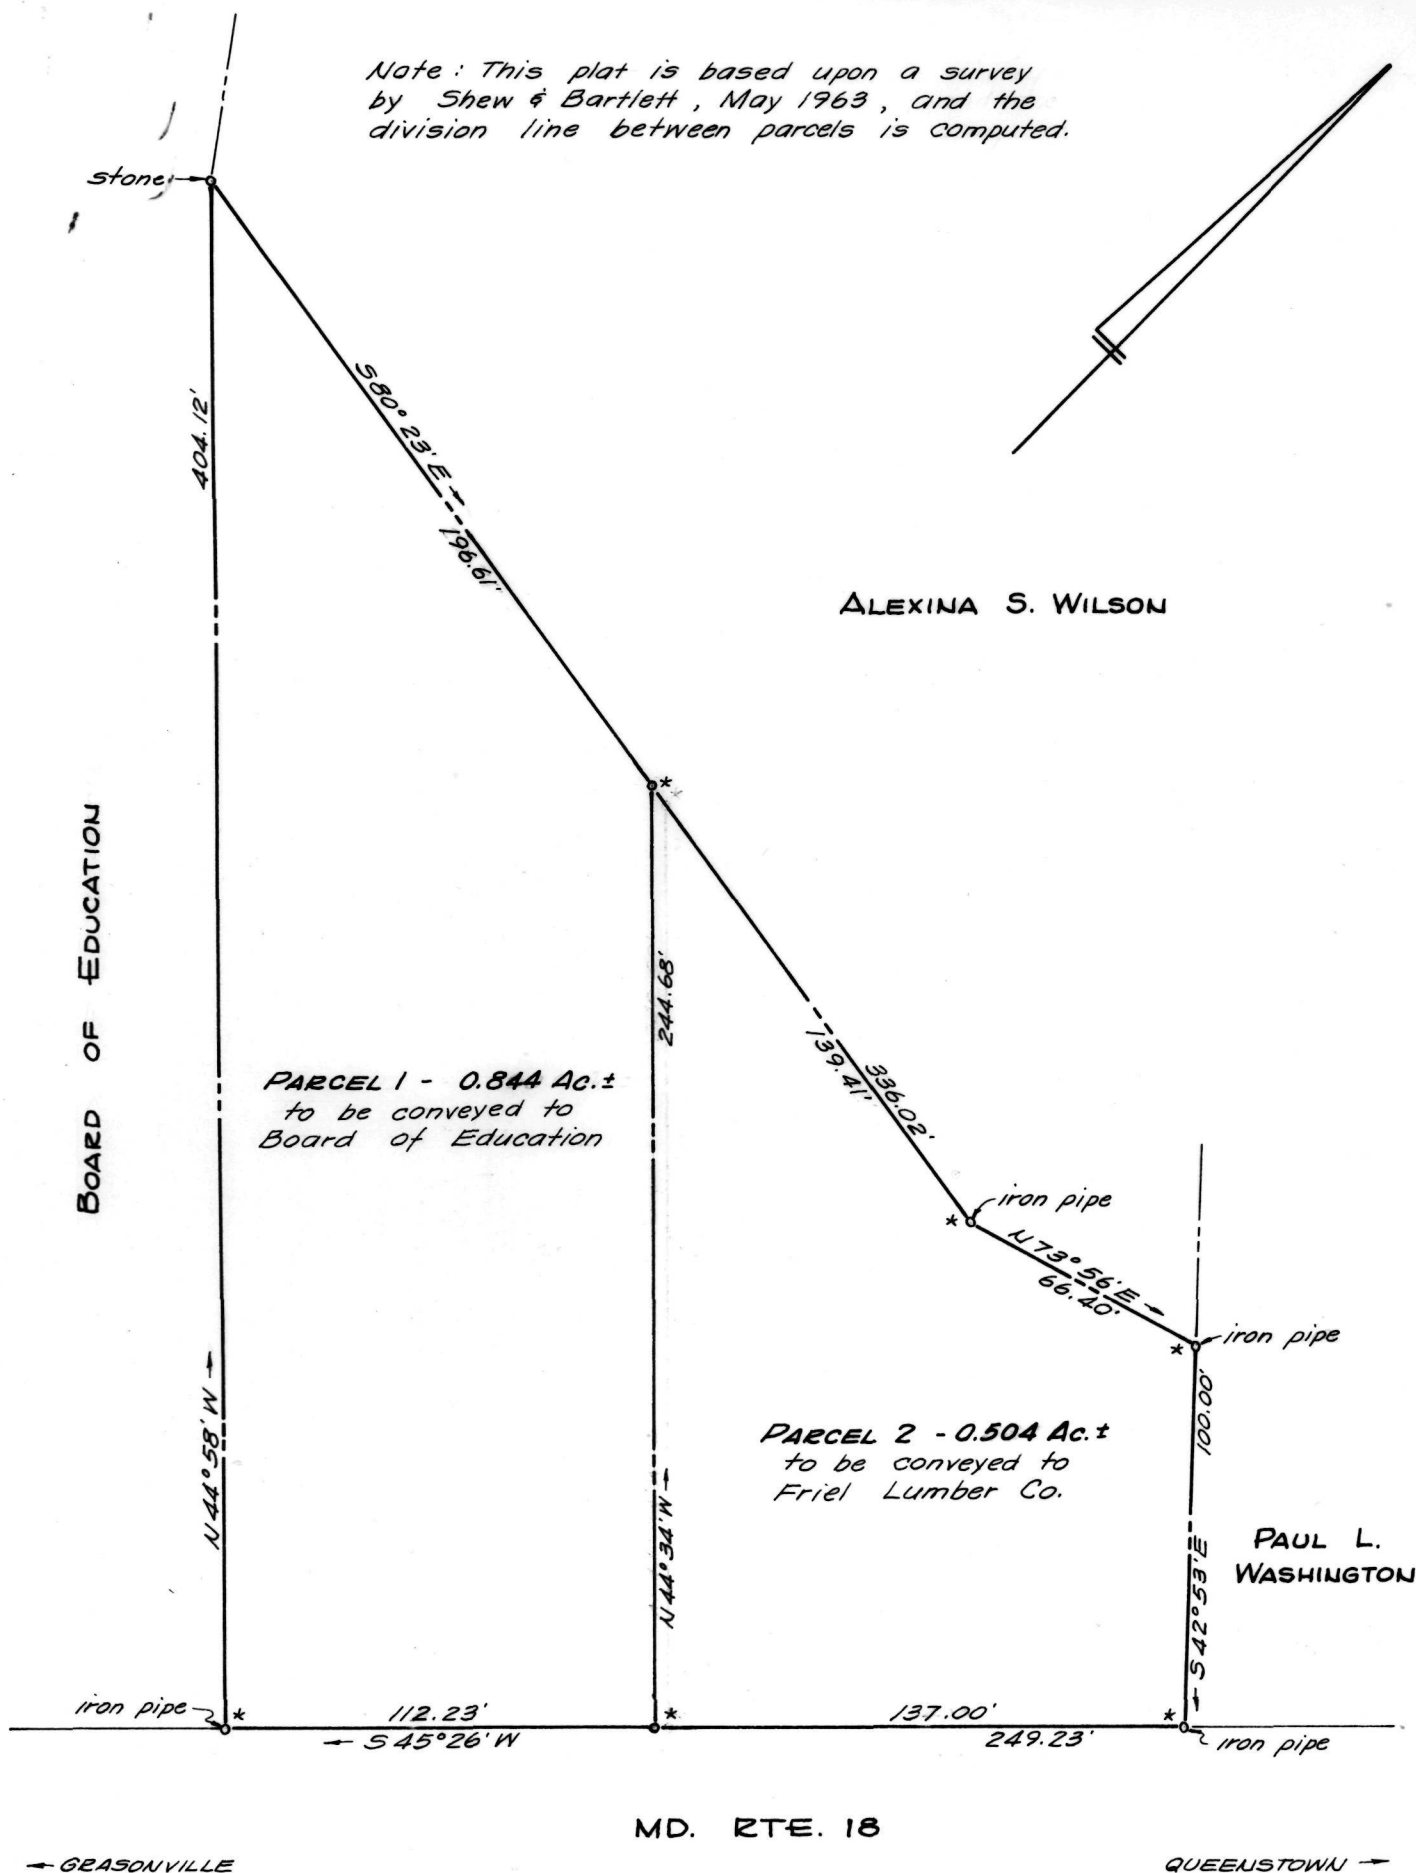 Note : This plat is based upon a survey
by Shew & Bartlett , May 1963 , and the
division line between parcels is computed.
stone
404.12'
S80° 23' E
196.61'
ALEXINA S. WILSON
BOARD OF EDUCATION
244.68'
139.41'
336.02'
PARCEL 1 - 0.844 Ac.±
to be conveyed to
Board of Education
iron pipe
*
*
N 73° 56' E
66.40'
iron pipe
*
100.00'
N 44° 58' W
PARCEL 2 - 0.504 Ac.±
to be conveyed to
Friel Lumber Co.
N 44° 34' W
S 42° 53' E
PAUL L.
WASHINGTON
iron pipe
*
112.23'
*
137.00'
*
S 45° 26' W
249.23'
iron pipe
MD. RTE. 18
← GRASONVILLE
QUEENSTOWN →